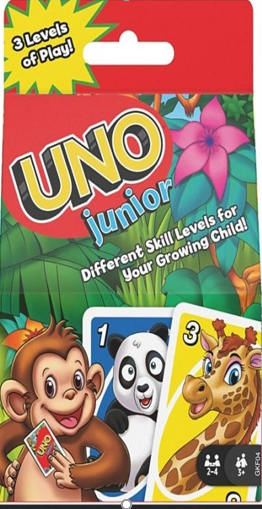 3 Levels
of Play!
UNO
junior
Different Skill Levels for
Your Growing Child!
1
3
UNO
2-4
3+
GKF04